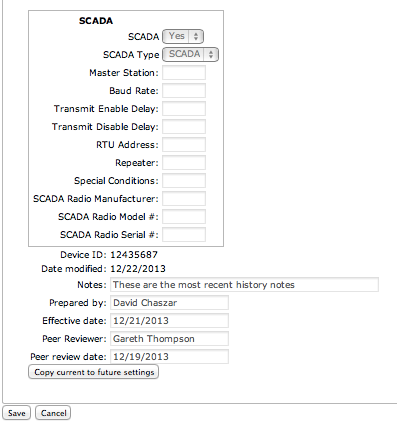 SCADA
SCADA Yes
SCADA Type SCADA
Master Station:
Baud Rate:
Transmit Enable Delay:
Transmit Disable Delay:
RTU Address:
Repeater:
Special Conditions:
SCADA Radio Manufacturer:
SCADA Radio Model #:
SCADA Radio Serial #:
Device ID: 12435687
Date modified: 12/22/2013
Notes: These are the most recent history notes
Prepared by: David Chaszar
Effective date: 12/21/2013
Peer Reviewer: Gareth Thompson
Peer review date: 12/19/2013
Copy current to future settings
Save Cancel